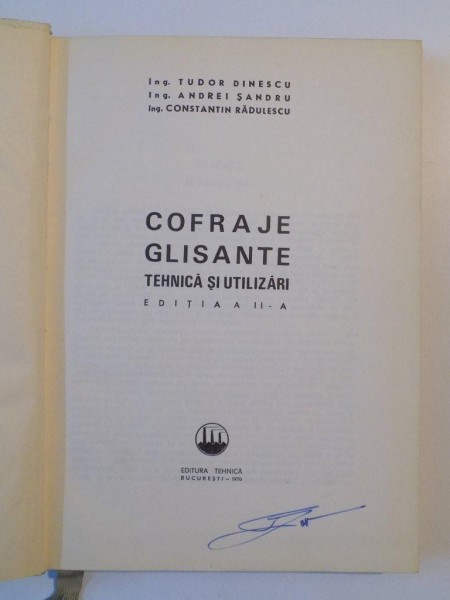 Ing. TUDOR DINESCU
Ing. ANDREI ŞANDRU
Ing. CONSTANTIN RĂDULESCU
COFRAJE
GLISANTE
TEHNICĂ ŞI UTILIZĂRI
EDIŢIA A II-A
EDITURA TEHNICĂ
BUCUREŞTI – 1970